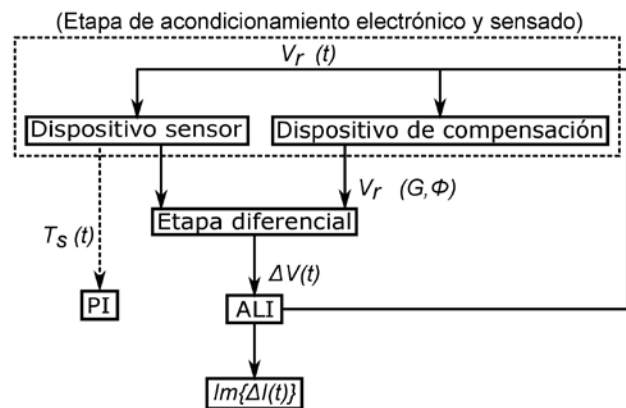 (Etapa de acondicionamiento electrónico y sensado)
V_r (t)
Dispositivo sensor
Dispositivo de compensación
V_r (G,Φ)
Etapa diferencial
T_s (t)
ΔV(t)
PI
ALI
Im{ΔI(t)}